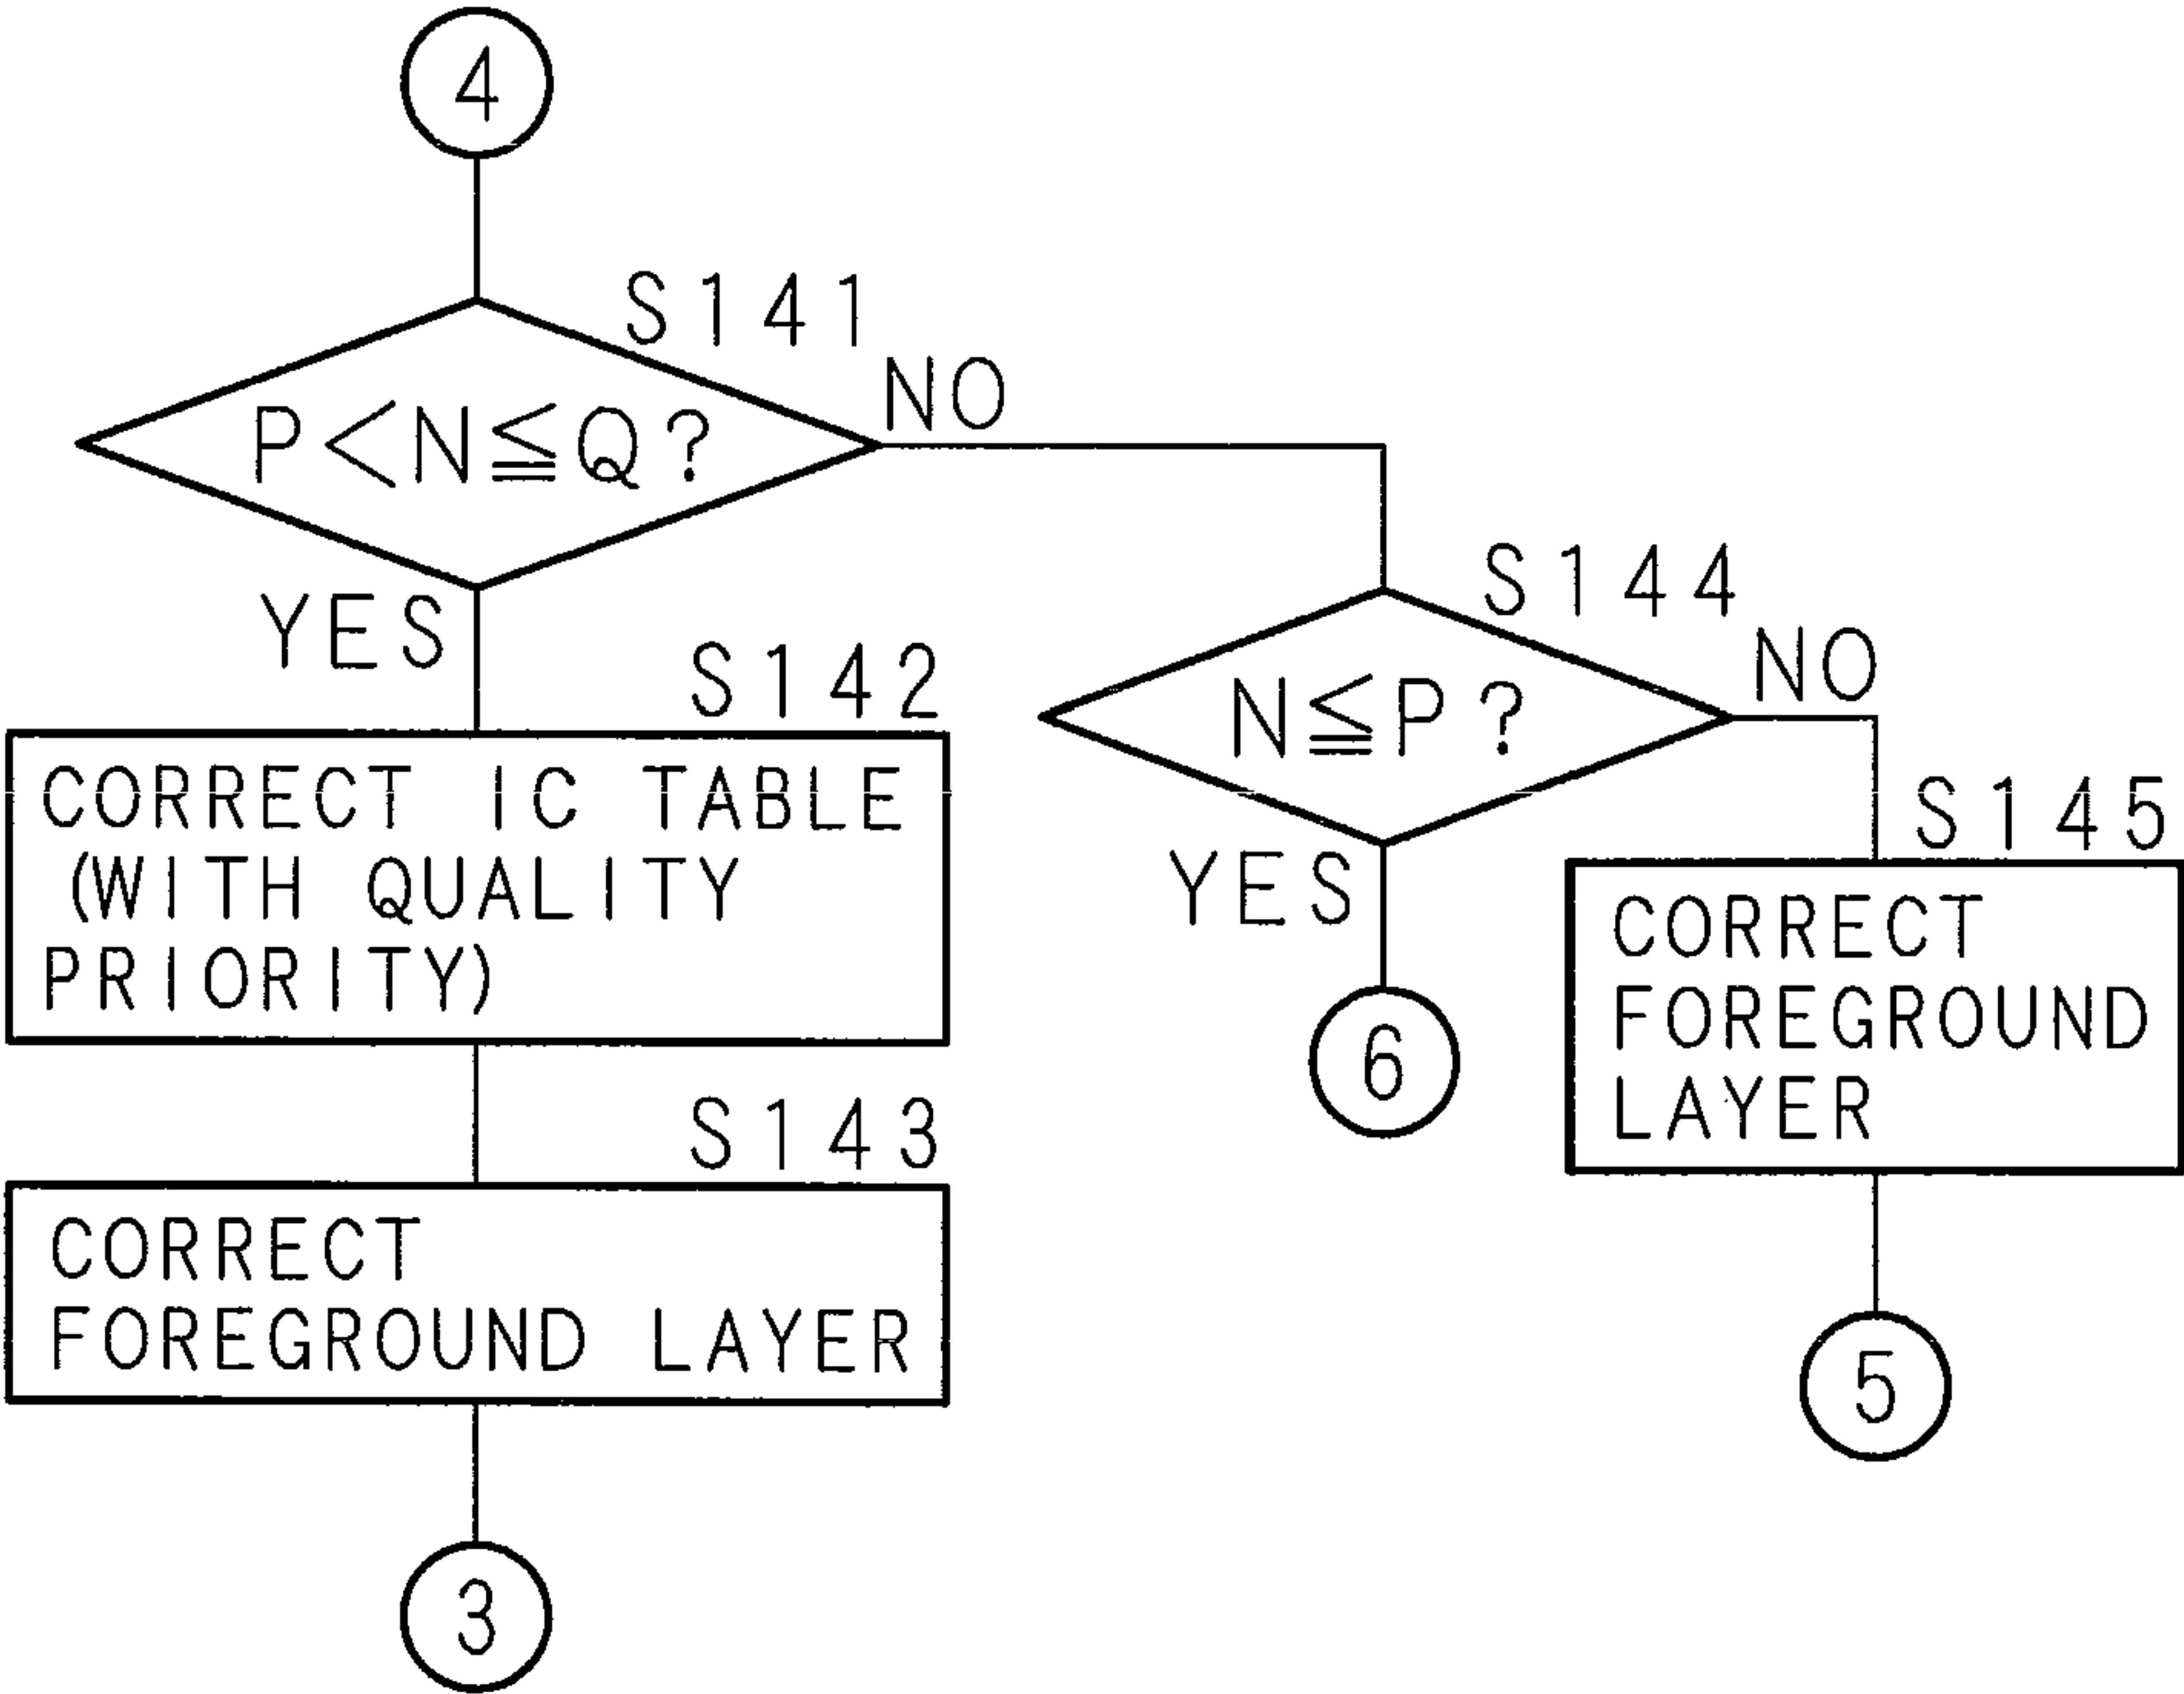 4
S141
P<N≦Q?
NO
YES
S142
CORRECT IC TABLE
(WITH QUALITY
PRIORITY)
S143
CORRECT
FOREGROUND LAYER
3
S144
N≦P?
NO
YES
6
S145
CORRECT
FOREGROUND
LAYER
5